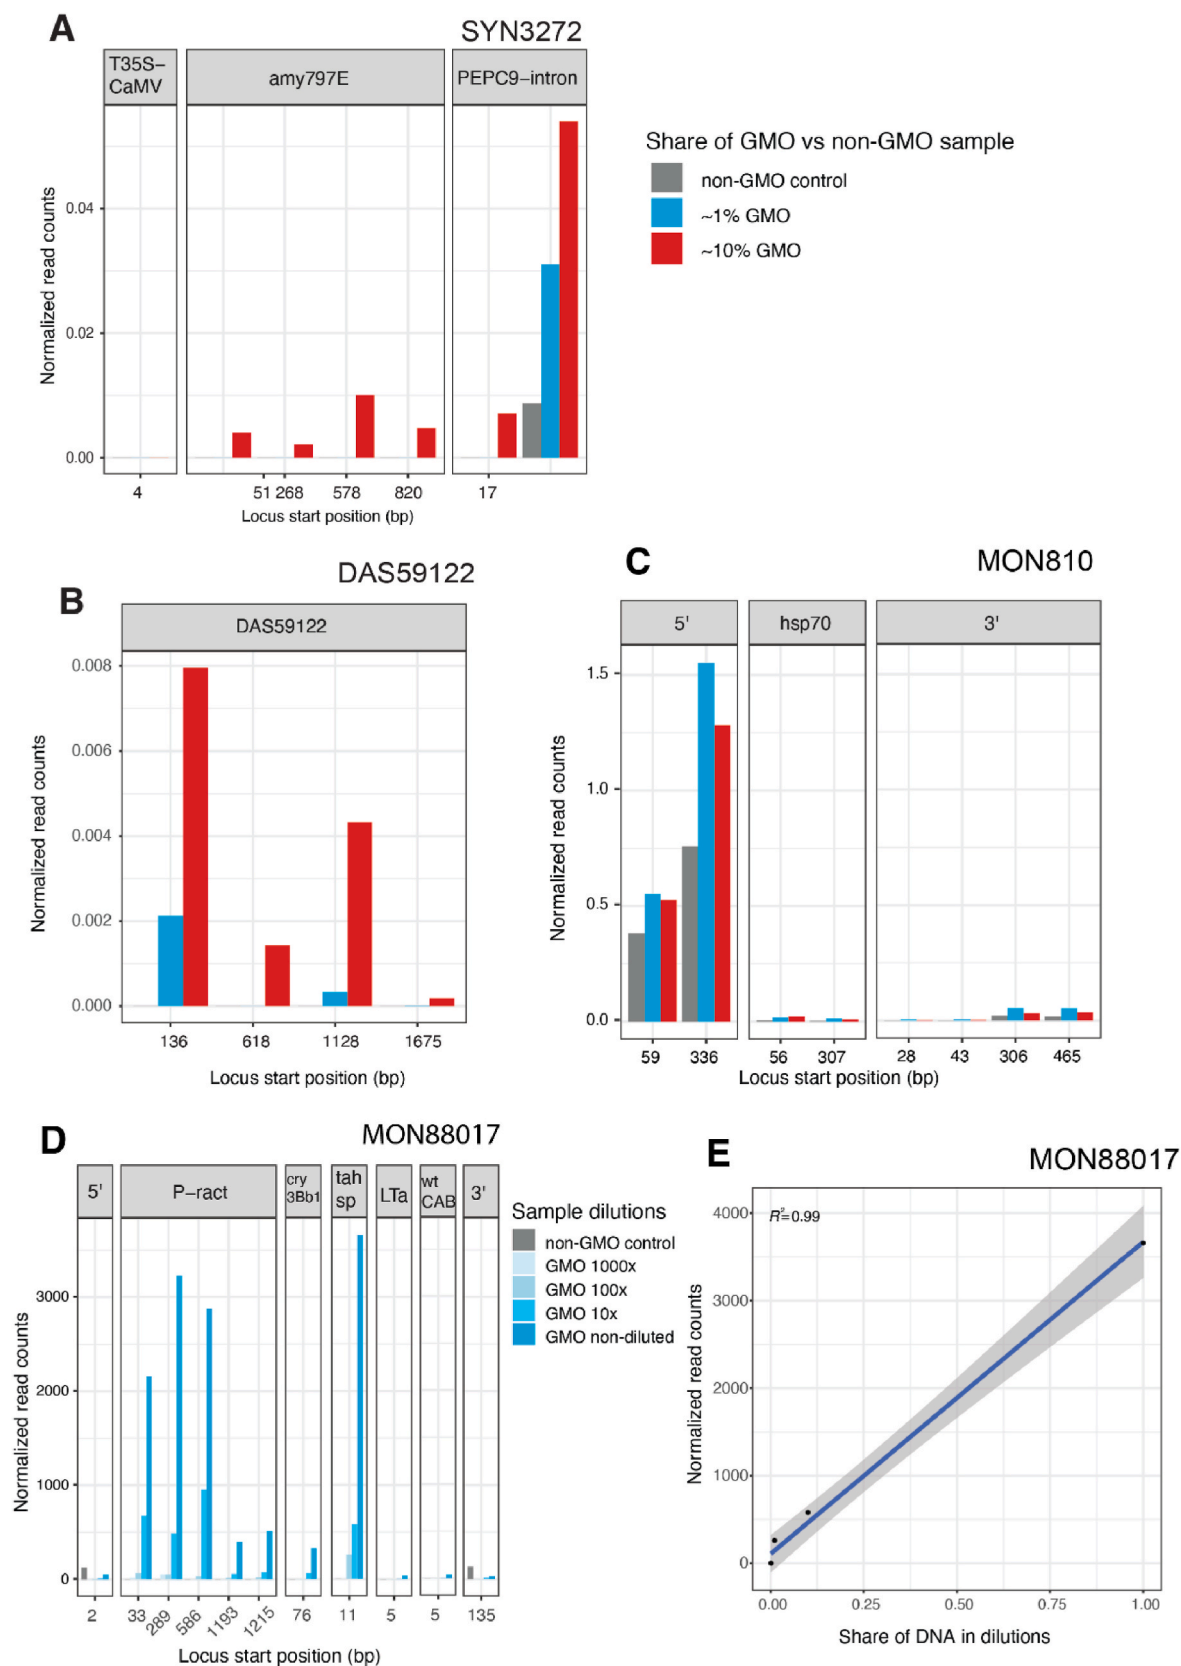 A
SYN3272
T35S–
CaMV
amy797E
PEPC9–intron
Normalized read counts
0.04
0.02
0.00
4
51 268 578 820
17
Locus start position (bp)
Share of GMO vs non-GMO sample
non-GMO control
~1% GMO
~10% GMO
B
DAS59122
DAS59122
Normalized read counts
0.008
0.006
0.004
0.002
0.000
136 618 1128 1675
Locus start position (bp)
C
MON810
5'
hsp70
3'
Normalized read counts
1.5
1.0
0.5
0.0
59 336
56 307
28 43 306 465
Locus start position (bp)
D
MON88017
5'
P–ract
cry
3Bb1
tah
sp
LTa
wt
CAB
3'
Normalized read counts
3000
2000
1000
0
2
33 289 586 1193 1215
76
11
5
5
135
Locus start position (bp)
Sample dilutions
non-GMO control
GMO 1000x
GMO 100x
GMO 10x
GMO non-diluted
E
MON88017
R²=0.99
Normalized read counts
4000
3000
2000
1000
0
0.00 0.25 0.50 0.75 1.00
Share of DNA in dilutions